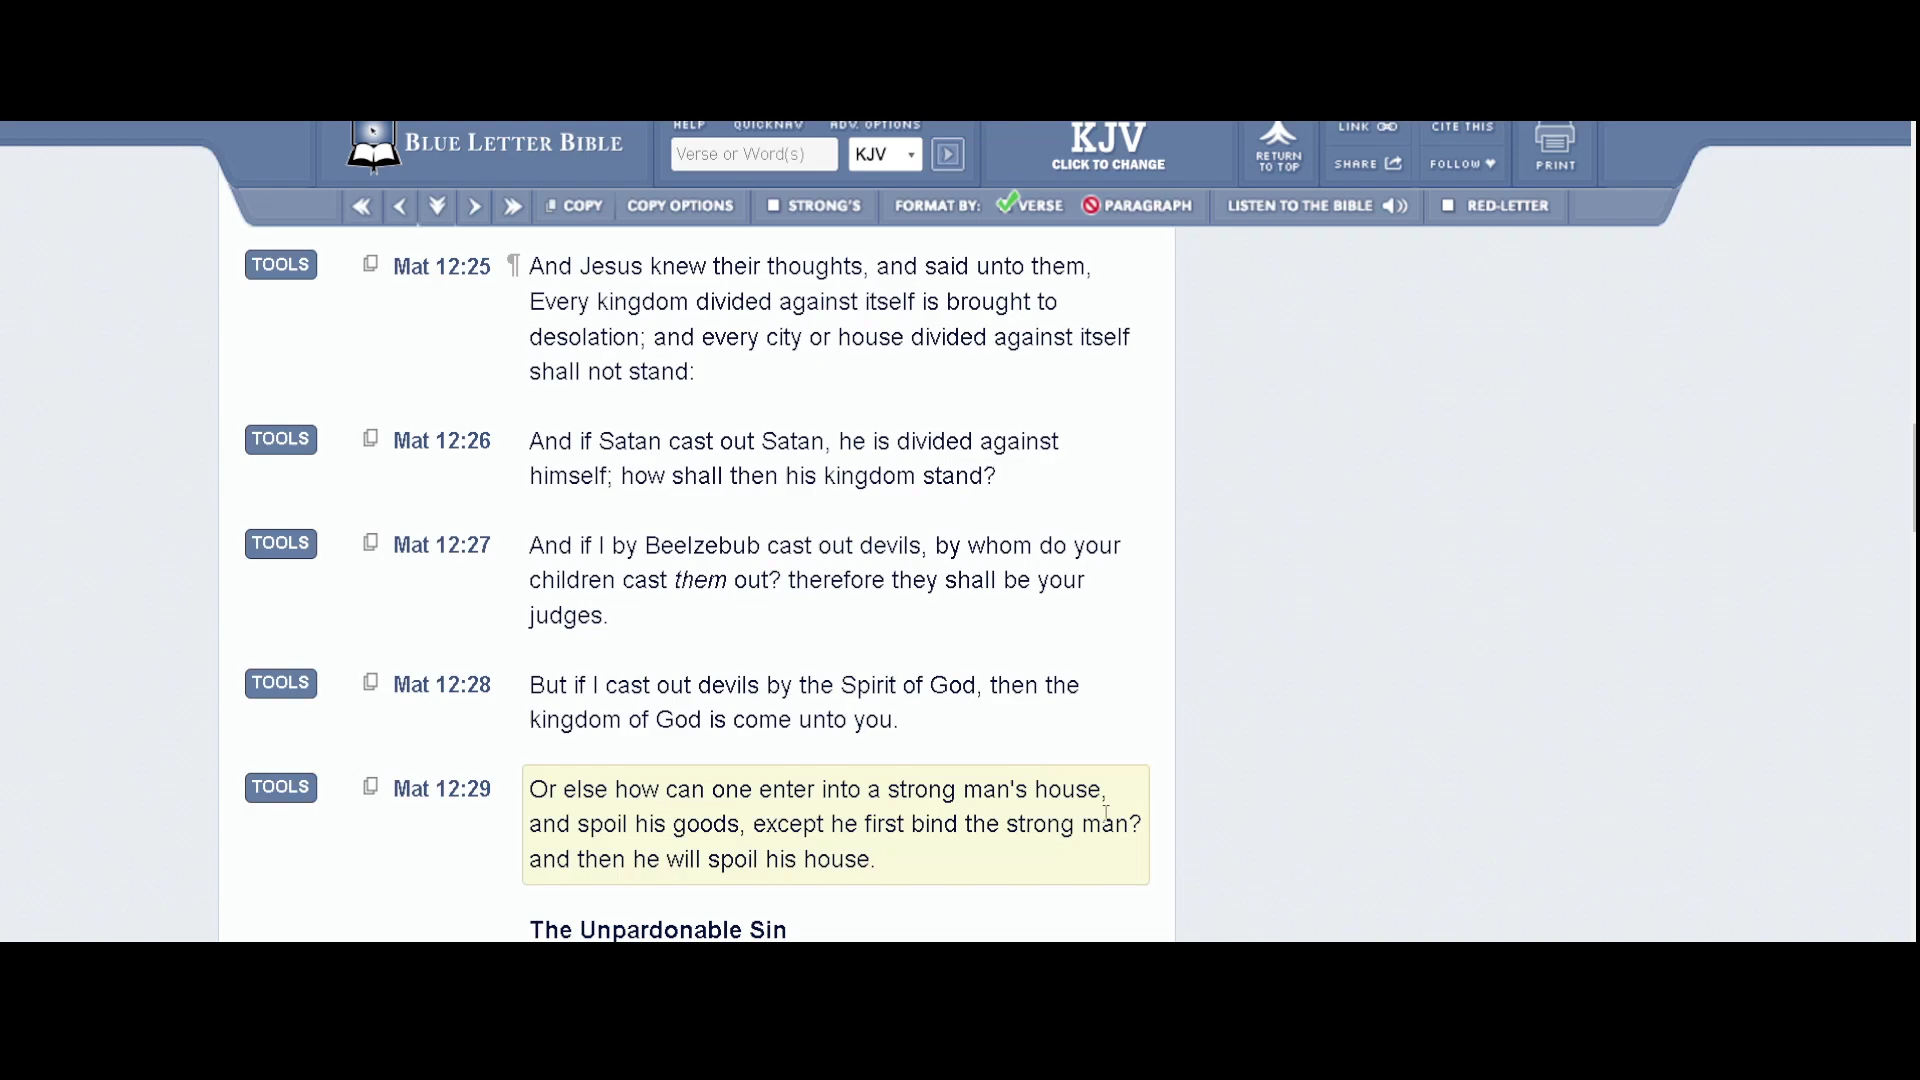 HELP QUICKNAV ADV. OPTIONS
BLUE LETTER BIBLE
Verse or Word(s) KJV
KJV
CLICK TO CHANGE
RETURN
TO TOP
LINK
SHARE
CITE THIS
FOLLOW
PRINT
COPY COPY OPTIONS STRONG'S FORMAT BY: VERSE PARAGRAPH LISTEN TO THE BIBLE RED-LETTER
TOOLS Mat 12:25 ¶ And Jesus knew their thoughts, and said unto them,
Every kingdom divided against itself is brought to
desolation; and every city or house divided against itself
shall not stand:
TOOLS Mat 12:26 And if Satan cast out Satan, he is divided against
himself; how shall then his kingdom stand?
TOOLS Mat 12:27 And if I by Beelzebub cast out devils, by whom do your
children cast them out? therefore they shall be your
judges.
TOOLS Mat 12:28 But if I cast out devils by the Spirit of God, then the
kingdom of God is come unto you.
TOOLS Mat 12:29 Or else how can one enter into a strong man's house,
and spoil his goods, except he first bind the strong man?
and then he will spoil his house.
The Unpardonable Sin